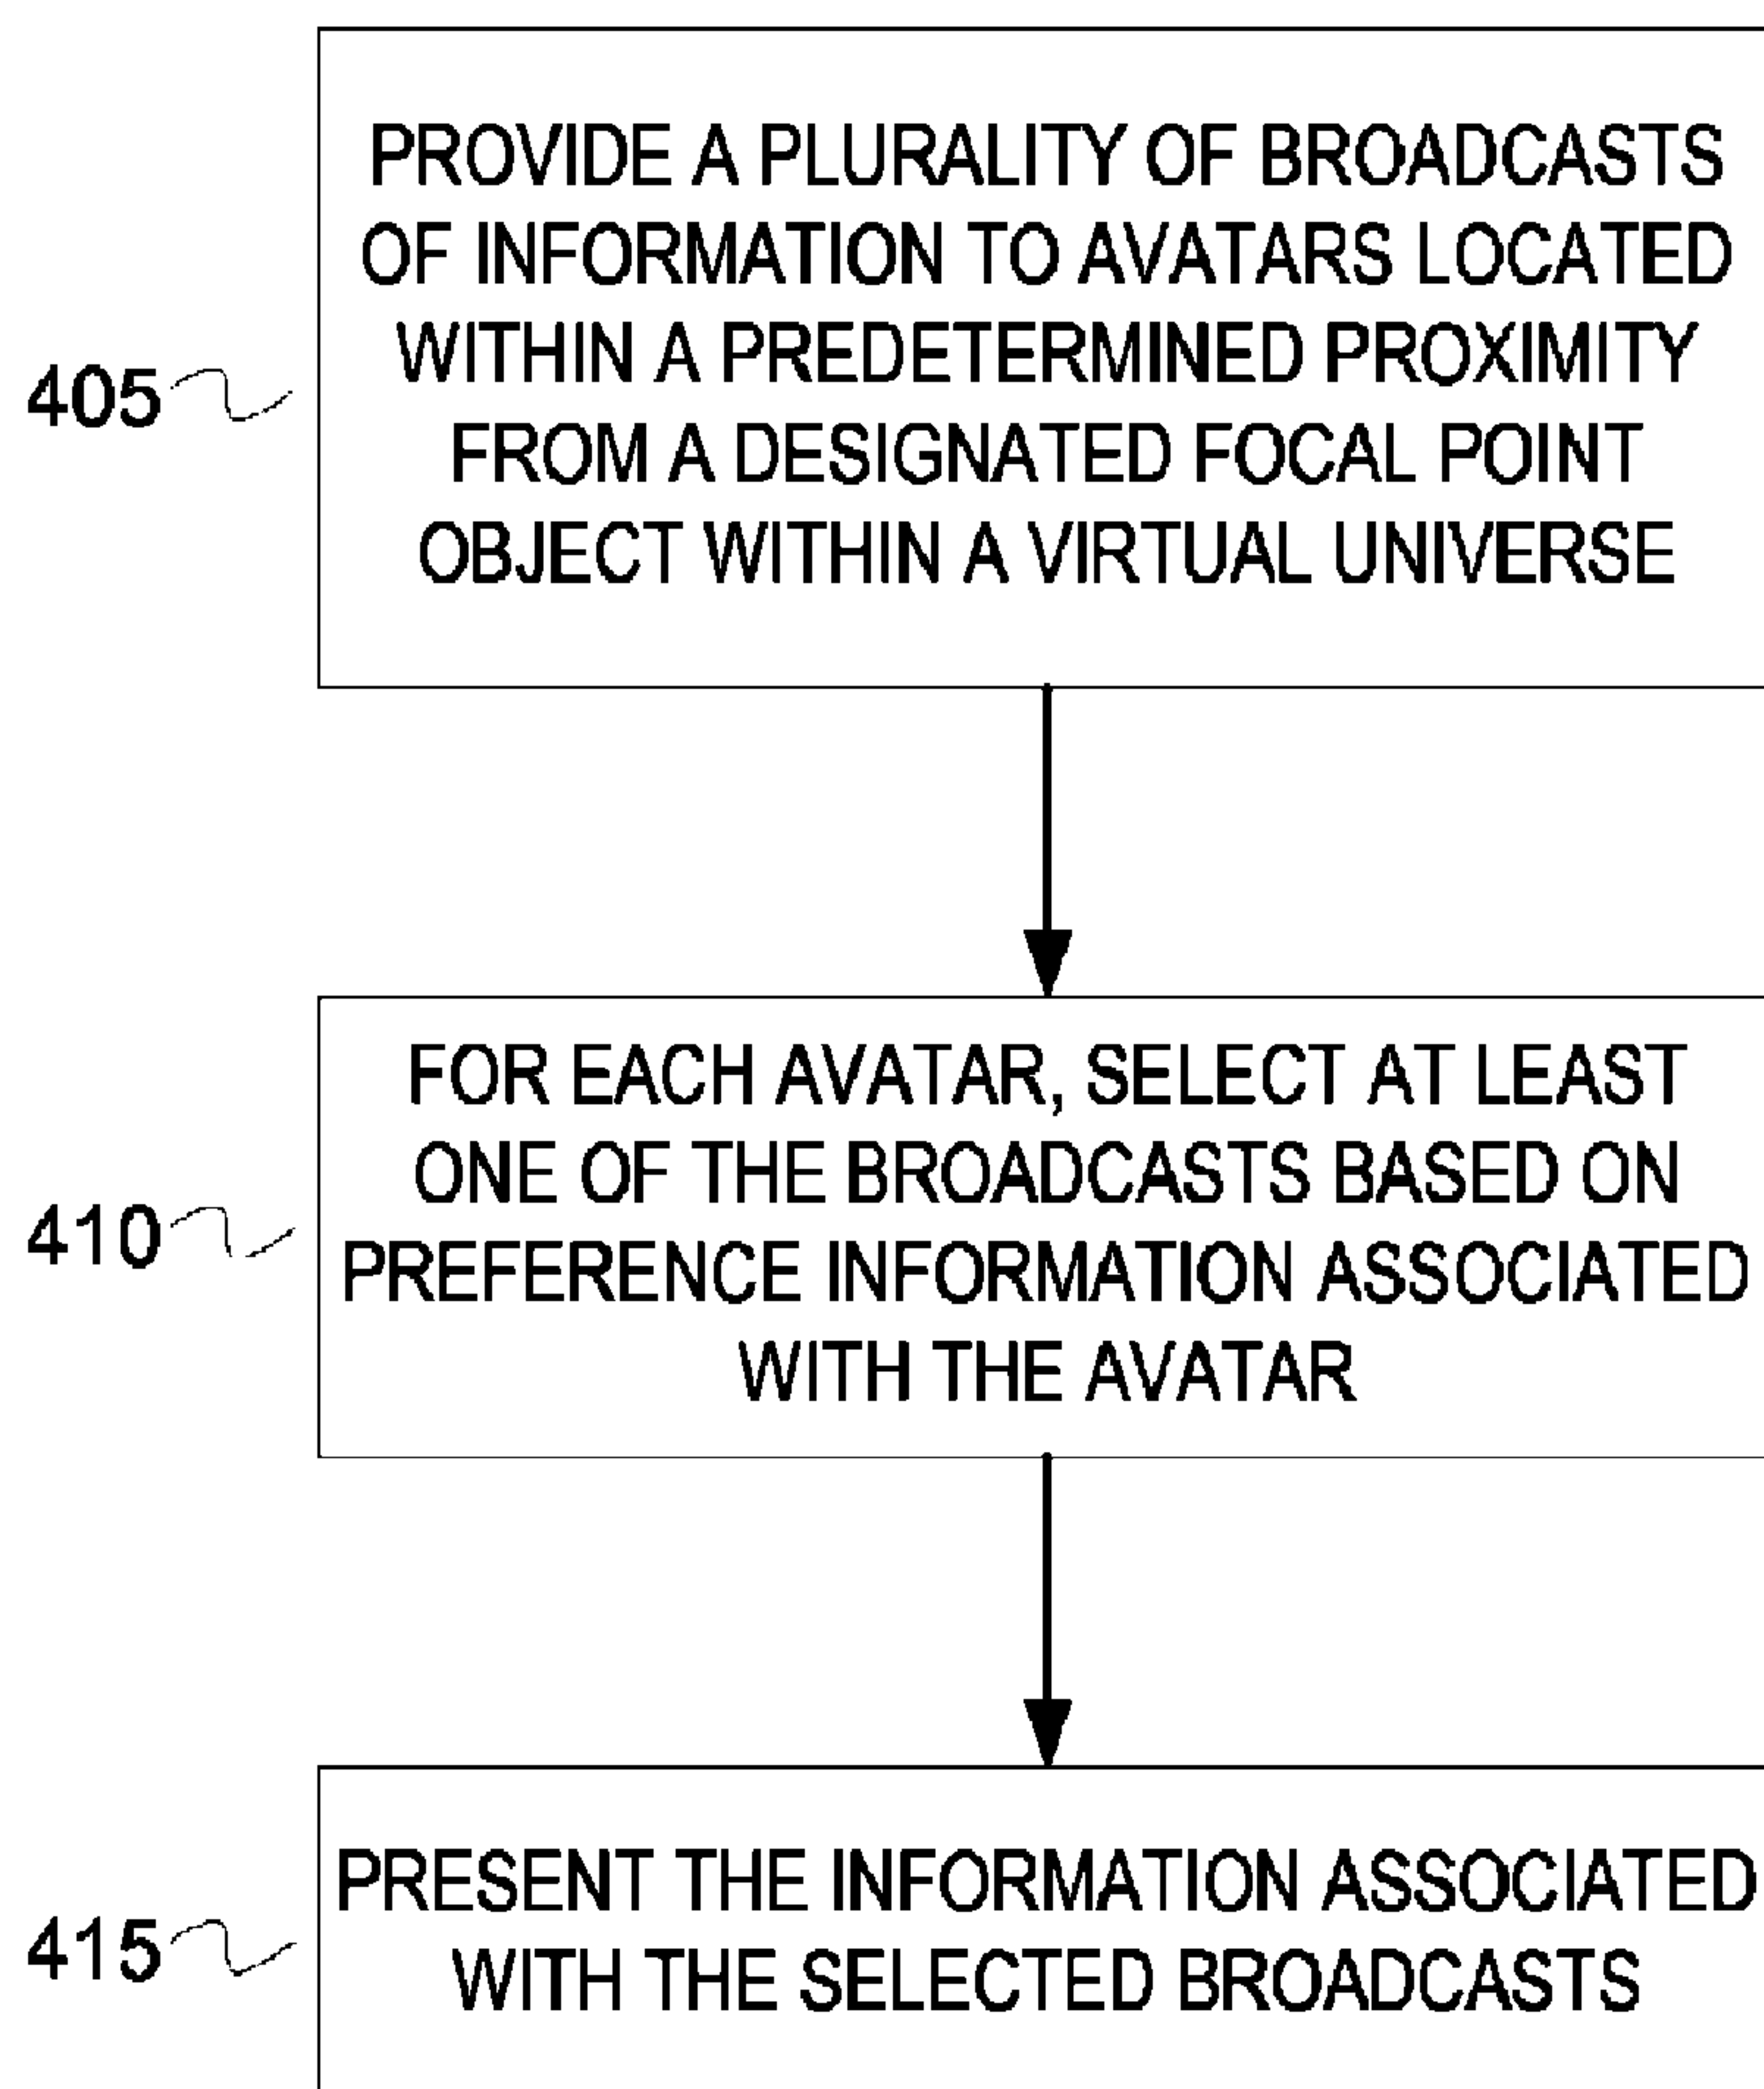 PROVIDE A PLURALITY OF BROADCASTS
OF INFORMATION TO AVATARS LOCATED
WITHIN A PREDETERMINED PROXIMITY
405
FROM A DESIGNATED FOCAL POINT
OBJECT WITHIN A VIRTUAL UNIVERSE
FOR EACH AVATAR, SELECT AT LEAST
ONE OF THE BROADCASTS BASED ON
410
PREFERENCE INFORMATION ASSOCIATED
WITH THE AVATAR
PRESENT THE INFORMATION ASSOCIATED
415
WITH THE SELECTED BROADCASTS